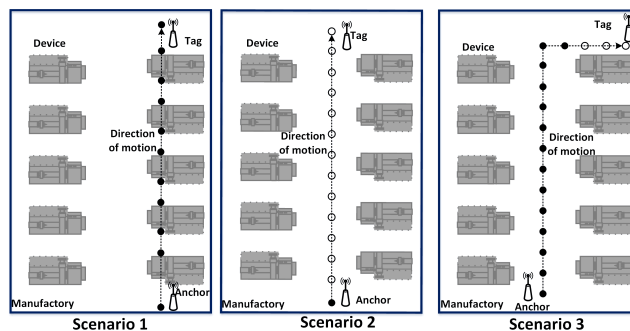 Tag
Device
Direction
of motion
Anchor
Manufactory
Scenario 1
Tag
Device
Direction
of motion
Anchor
Manufactory
Scenario 2
Tag
Device
Direction
of motion
Manufactory
Anchor
Scenario 3